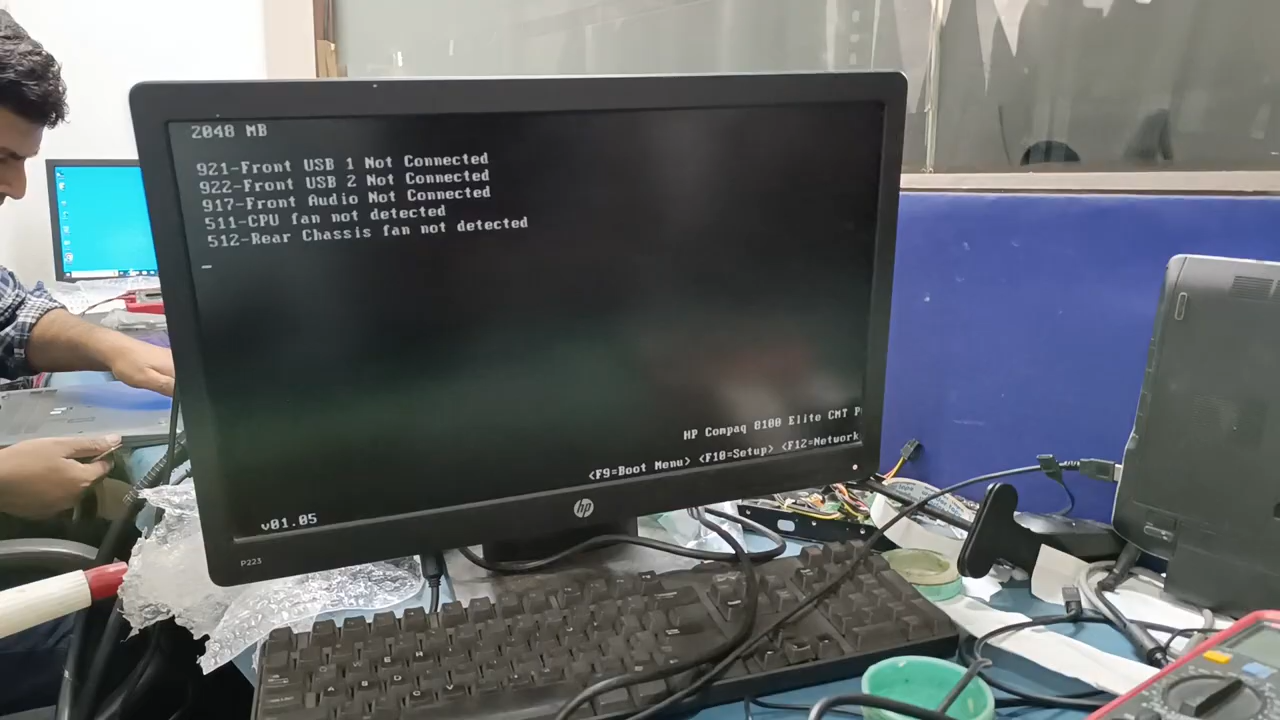 2048 MB
921-Front USB 1 Not Connected
922-Front USB 2 Not Connected
917-Front Audio Not Connected
511-CPU fan not detected
512-Rear Chassis fan not detected
HP Compaq 8100 Elite CMT P
<F9=Boot Menu> <F10=Setup> <F12=Network
v01.05
hp
P223